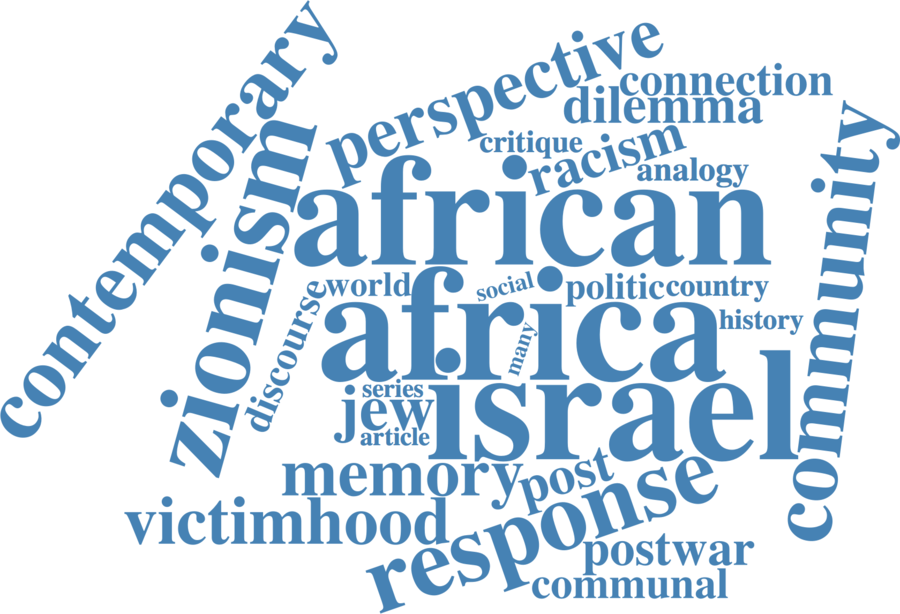 contemporary
perspective
connection
dilemma
critique
racism
analogy
zionism
african
community
world
social
politic
country
discourse
africa
many
history
series
jew
article
israel
memory
post
victimhood
response
postwar
communal